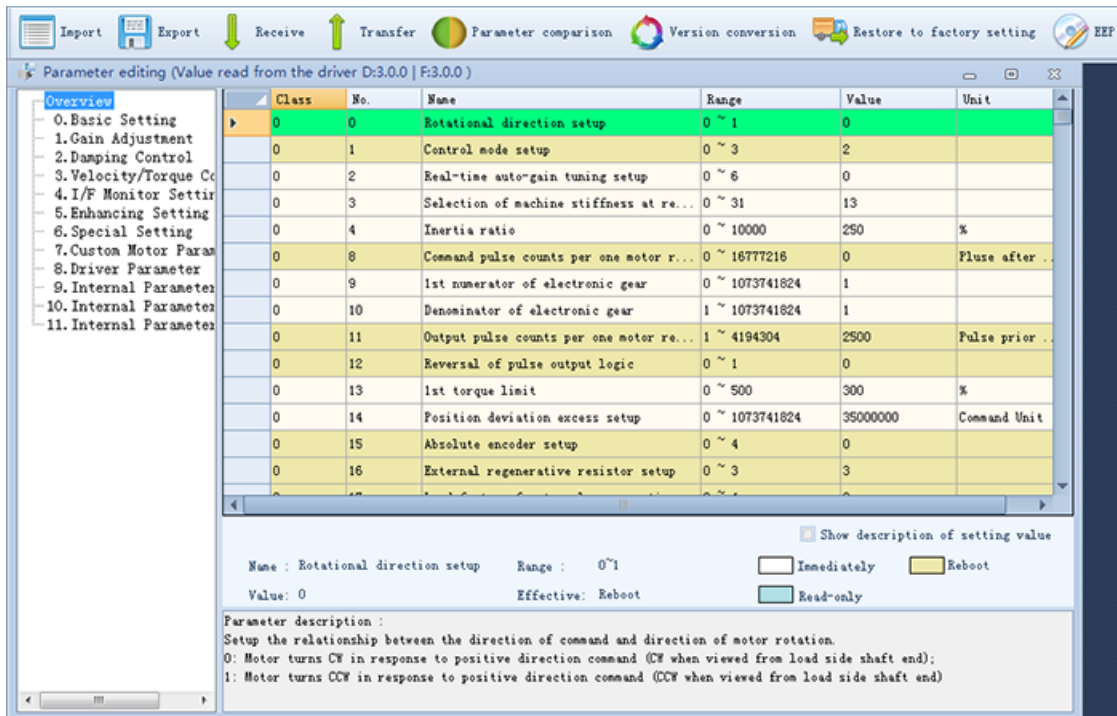 Import Export Receive Transfer Parameter comparison Version conversion Restore to factory setting EEP
Parameter editing (Value read from the driver D:3.0.0 | F:3.0.0 )
Overview
0.Basic Setting
1.Gain Adjustment
2.Damping Control
3.Velocity/Torque Co
4.I/F Monitor Settin
5.Enhancing Setting
6.Special Setting
7.Custom Motor Param
8.Driver Parameter
9.Internal Parameter
10.Internal Parameter
11.Internal Parameter
Class No. Name Range Value Unit
0 0 Rotational direction setup 0 ~ 1 0
0 1 Control mode setup 0 ~ 3 2
0 2 Real-time auto-gain tuning setup 0 ~ 6 0
0 3 Selection of machine stiffness at re... 0 ~ 31 13
0 4 Inertia ratio 0 ~ 10000 250 %
0 8 Command pulse counts per one motor r... 0 ~ 16777216 0 Pluse after ..
0 9 1st numerator of electronic gear 0 ~ 1073741824 1
0 10 Denominator of electronic gear 1 ~ 1073741824 1
0 11 Output pulse counts per one motor re... 1 ~ 4194304 2500 Pulse prior ..
0 12 Reversal of pulse output logic 0 ~ 1 0
0 13 1st torque limit 0 ~ 500 300 %
0 14 Position deviation excess setup 0 ~ 1073741824 35000000 Command Unit
0 15 Absolute encoder setup 0 ~ 4 0
0 16 External regenerative resistor setup 0 ~ 3 3
Show description of setting value
Name : Rotational direction setup Range : 0~1 Immediately Reboot
Value: 0 Effective: Reboot Read-only
Parameter description :
Setup the relationship between the direction of command and direction of motor rotation.
0: Motor turns CW in response to positive direction command (CW when viewed from load side shaft end);
1: Motor turns CCW in response to positive direction command (CCW when viewed from load side shaft end)